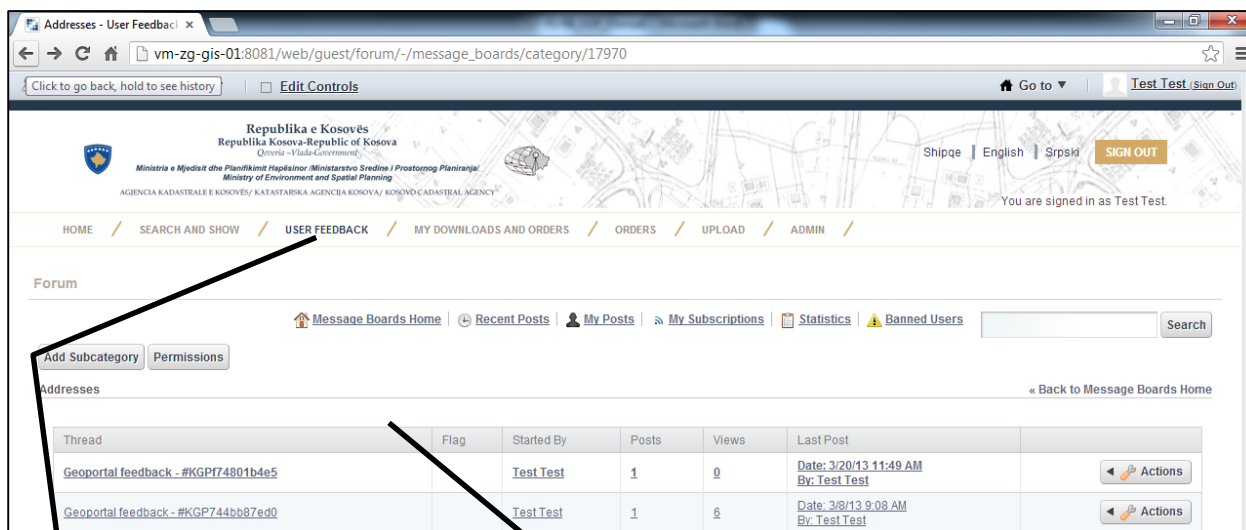 Addresses - User Feedback
vm-zg-gis-01:8081/web/guest/forum/-/message_boards/category/17970
Click to go back, hold to see history
Edit Controls
Go to
Test Test (Sign Out)
Republika e Kosovës
Republika Kosova-Republic of Kosova
Qeveria –Vlada-Government
Ministria e Mjedisit dhe Planifikimit Hapësinor /Ministarstvo Sredine i Prostornog Planiranja/
Ministry of Environment and Spatial Planning
AGJENCIA KADASTRALE E KOSOVËS/ KATASTARSKA AGENCIJA KOSOVA/ KOSOVO CADASTRAL AGENCY
Shipqe | English | Srpski
SIGN OUT
You are signed in as Test Test.
HOME / SEARCH AND SHOW / USER FEEDBACK / MY DOWNLOADS AND ORDERS / ORDERS / UPLOAD / ADMIN /
Forum
Message Boards Home | Recent Posts | My Posts | My Subscriptions | Statistics | Banned Users
Search
Add Subcategory Permissions
Addresses
« Back to Message Boards Home
Thread Flag Started By Posts Views Last Post
Geoportal feedback - #KGPf74801b4e5 Test Test 1 0 Date: 3/20/13 11:49 AM
By: Test Test
Actions
Geoportal feedback - #KGP744bb87ed0 Test Test 1 6 Date: 3/8/13 9:08 AM
By: Test Test
Actions